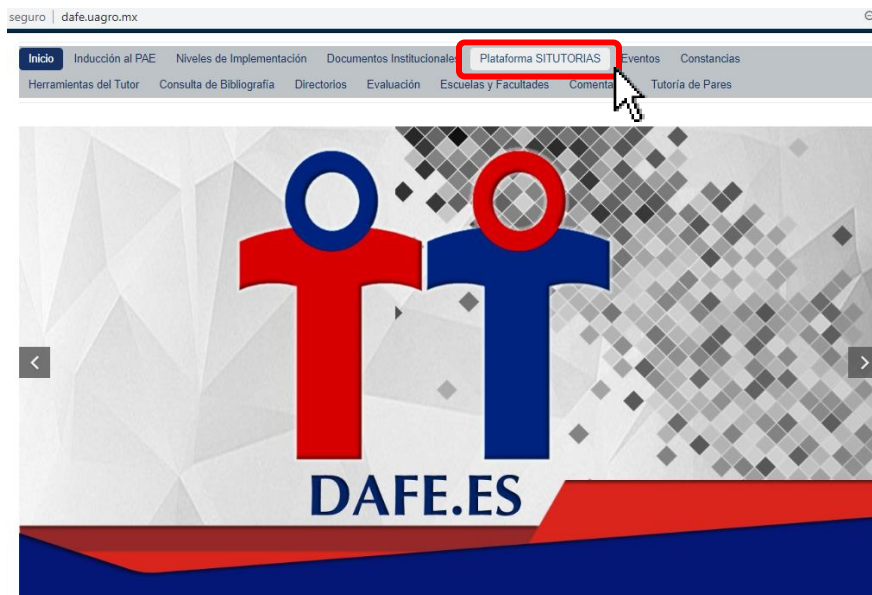 seguro | dafe.uagro.mx
Inicio Inducción al PAE Niveles de Implementación Documentos Institucionales Plataforma SITUTORIAS Eventos Constancias
Herramientas del Tutor Consulta de Bibliografía Directorios Evaluación Escuelas y Facultades Comenta Tutoría de Pares
DAFE.ES